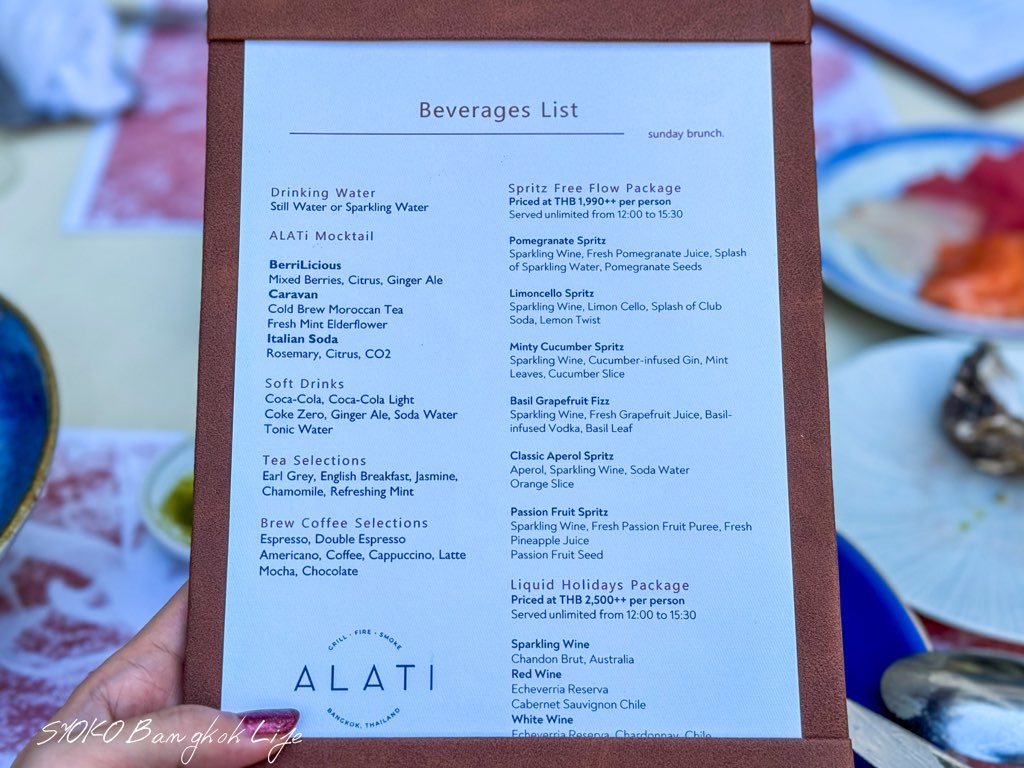 Beverages List
sunday brunch.
Drinking Water
Still Water or Sparkling Water
ALATi Mocktail
BerriLicious
Mixed Berries, Citrus, Ginger Ale
Caravan
Cold Brew Moroccan Tea
Fresh Mint Elderflower
Italian Soda
Rosemary, Citrus, CO2
Soft Drinks
Coca-Cola, Coca-Cola Light
Coke Zero, Ginger Ale, Soda Water
Tonic Water
Tea Selections
Earl Grey, English Breakfast, Jasmine,
Chamomile, Refreshing Mint
Brew Coffee Selections
Espresso, Double Espresso
Americano, Coffee, Cappuccino, Latte
Mocha, Chocolate
GRILL · FIRE · SMOKE
ALATI
BANGKOK, THAILAND
Spritz Free Flow Package
Priced at THB 1,990++ per person
Served unlimited from 12:00 to 15:30
Pomegranate Spritz
Sparkling Wine, Fresh Pomegranate Juice, Splash
of Sparkling Water, Pomegranate Seeds
Limoncello Spritz
Sparkling Wine, Limon Cello, Splash of Club
Soda, Lemon Twist
Minty Cucumber Spritz
Sparkling Wine, Cucumber-infused Gin, Mint
Leaves, Cucumber Slice
Basil Grapefruit Fizz
Sparkling Wine, Fresh Grapefruit Juice, Basil-
infused Vodka, Basil Leaf
Classic Aperol Spritz
Aperol, Sparkling Wine, Soda Water
Orange Slice
Passion Fruit Spritz
Sparkling Wine, Fresh Passion Fruit Puree, Fresh
Pineapple Juice
Passion Fruit Seed
Liquid Holidays Package
Priced at THB 2,500++ per person
Served unlimited from 12:00 to 15:30
Sparkling Wine
Chandon Brut, Australia
Red Wine
Echeverria Reserva
Cabernet Sauvignon Chile
White Wine
Echeverria Reserva, Chardonnay, Chile
SYOKO Bangkok Life